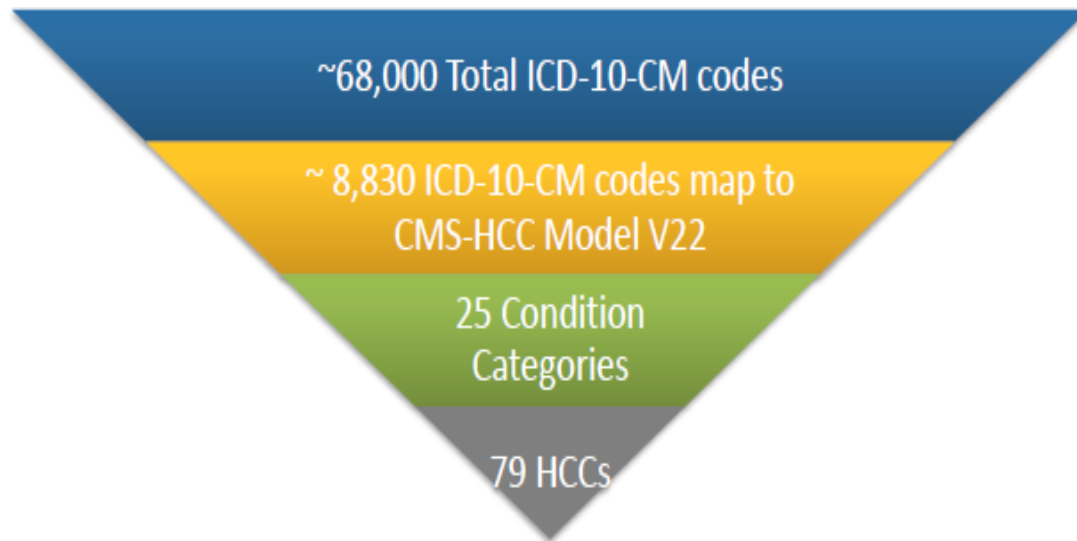 ~68,000 Total ICD-10-CM codes
~ 8,830 ICD-10-CM codes map to
CMS-HCC Model V22
25 Condition
Categories
79 HCCs